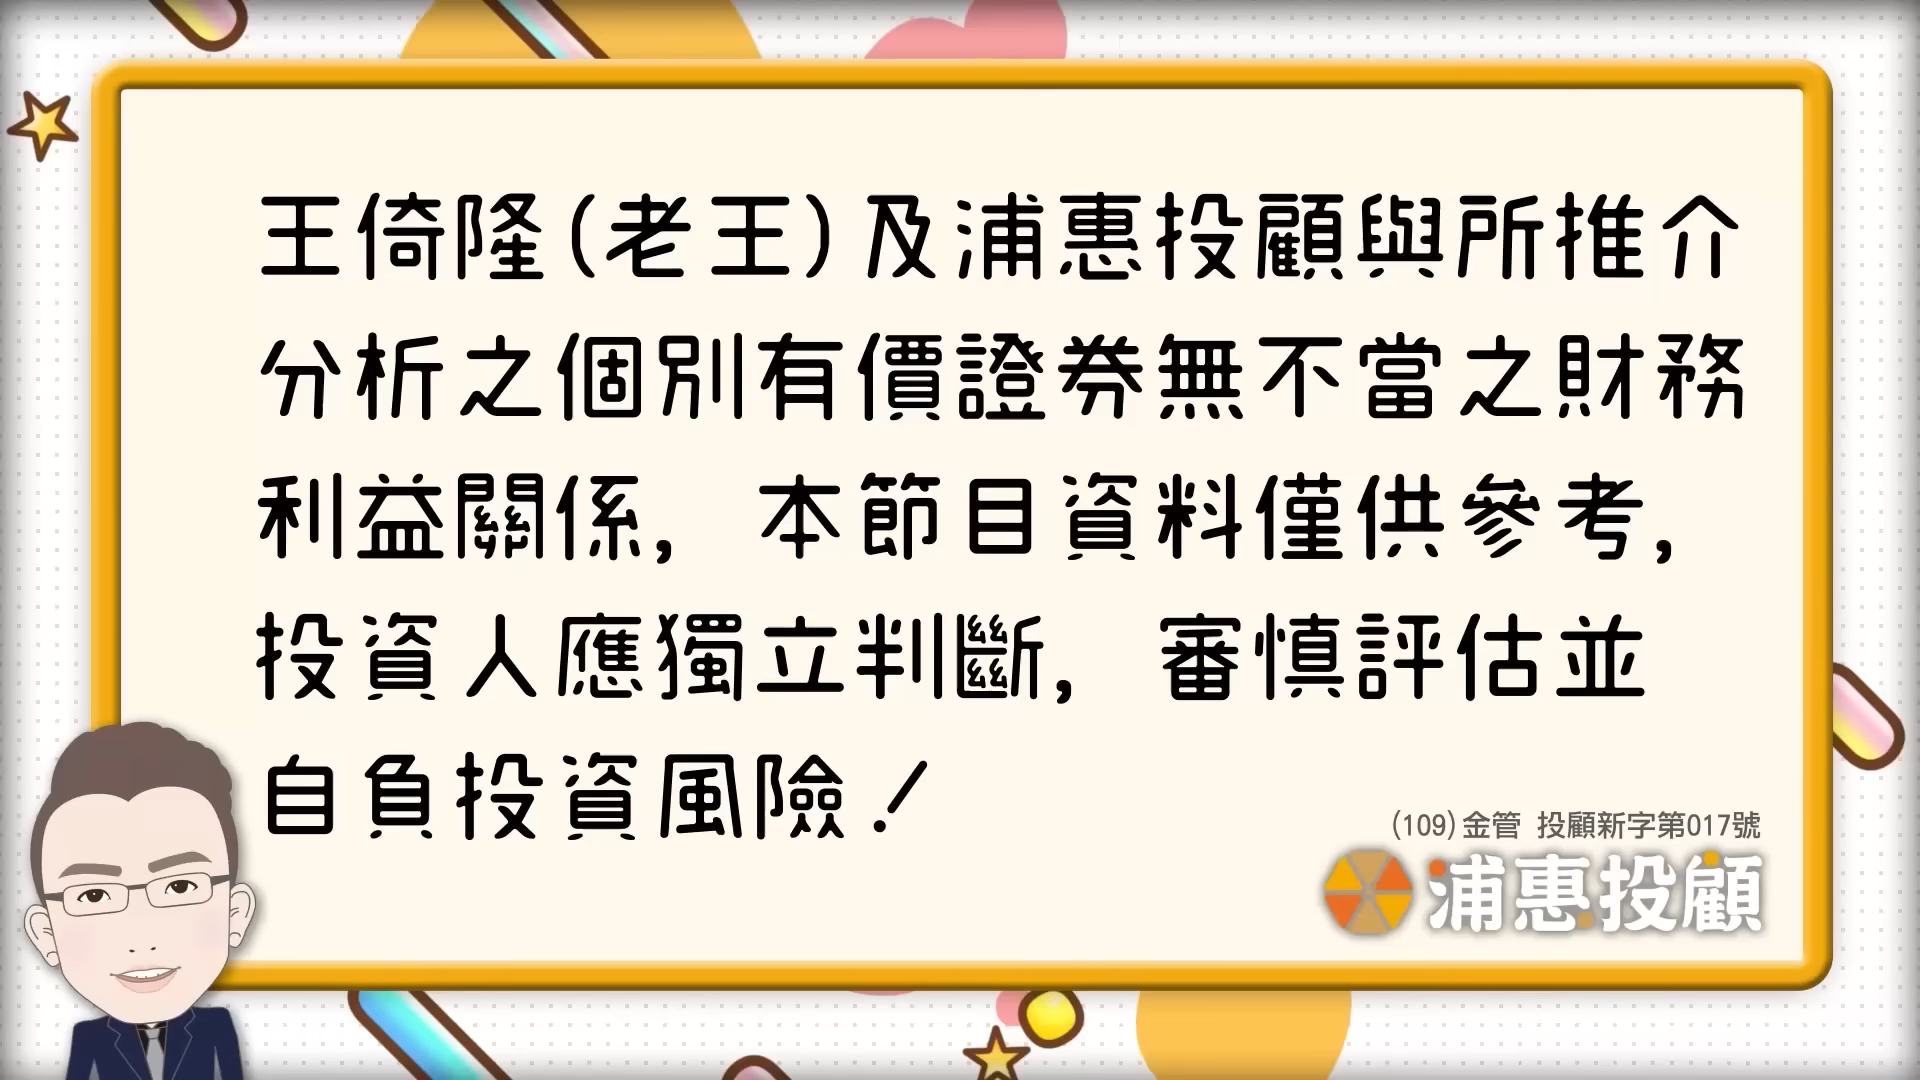 王倚隆(老王)及浦惠投顧與所推介
分析之個別有價證券無不當之財務
利益關係，本節目資料僅供參考，
投資人應獨立判斷，審慎評估並
自負投資風險！
(109)金管 投顧新字第017號
浦惠投顧